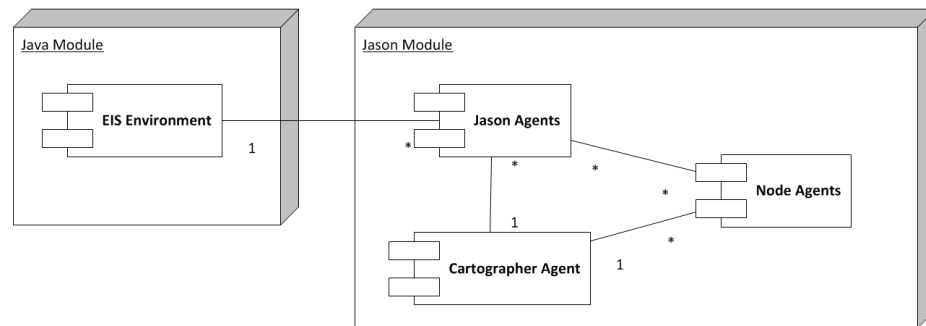 Java Module
Jason Module
EIS Environment
Jason Agents
1
*
*
*
Node Agents
*
1
*
Cartographer Agent
1